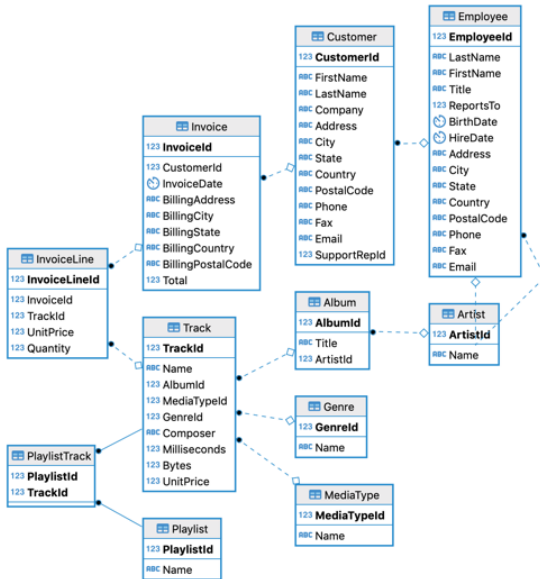 Employee
123 EmployeeId
ABC LastName
ABC FirstName
ABC Title
123 ReportsTo
BirthDate
HireDate
ABC Address
ABC City
ABC State
ABC Country
ABC PostalCode
ABC Phone
ABC Fax
ABC Email
Customer
123 CustomerId
ABC FirstName
ABC LastName
ABC Company
ABC Address
ABC City
ABC State
ABC Country
ABC PostalCode
ABC Phone
ABC Fax
ABC Email
123 SupportRepId
Invoice
123 InvoiceId
123 CustomerId
InvoiceDate
ABC BillingAddress
ABC BillingCity
ABC BillingState
ABC BillingCountry
ABC BillingPostalCode
123 Total
InvoiceLine
123 InvoiceLineId
123 InvoiceId
123 TrackId
123 UnitPrice
123 Quantity
Track
123 TrackId
ABC Name
123 AlbumId
123 MediaTypeId
123 GenreId
ABC Composer
123 Milliseconds
123 Bytes
123 UnitPrice
Album
123 AlbumId
ABC Title
123 ArtistId
Artist
123 ArtistId
ABC Name
Genre
123 GenreId
ABC Name
MediaType
123 MediaTypeId
ABC Name
PlaylistTrack
123 PlaylistId
123 TrackId
Playlist
123 PlaylistId
ABC Name